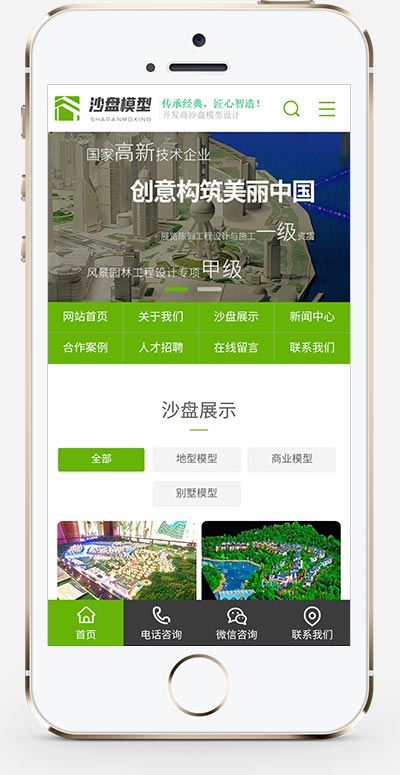 沙盘模型
SHAPANMOXING
传承经典，匠心智造！
开发商沙盘模型设计
国家高新技术企业
创意构筑美丽中国
展览陈列工程设计与施工一级资质
风景园林工程设计专项甲级
网站首页 关于我们 沙盘展示 新闻中心
合作案例 人才招聘 在线留言 联系我们
沙盘展示
全部 地型模型 商业模型
别墅模型
首页 电话咨询 微信咨询 联系我们